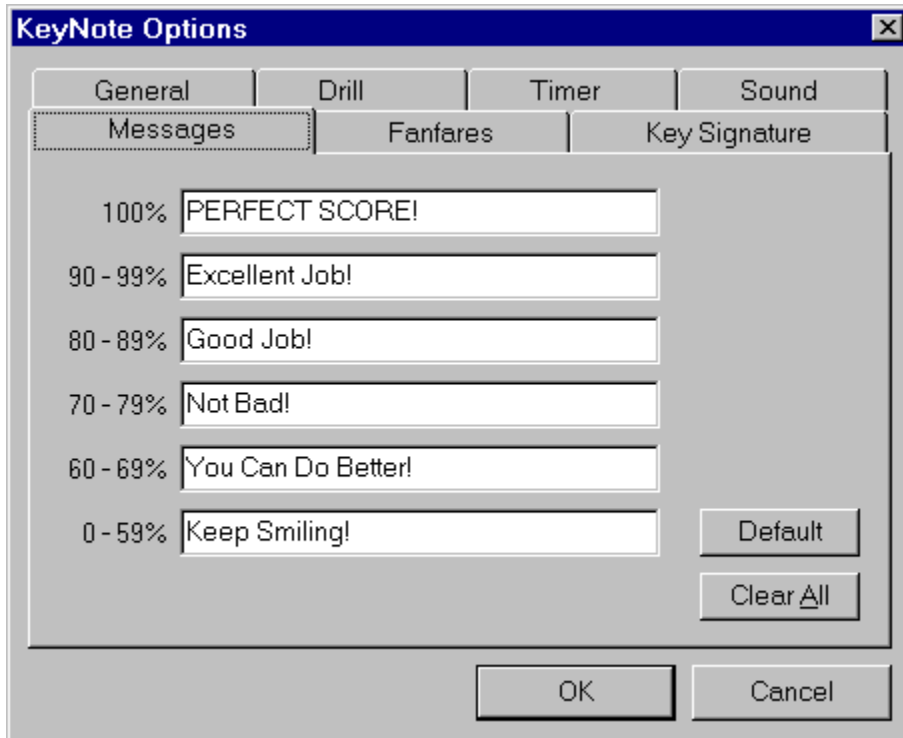 KeyNote Options
General Drill Timer Sound
Messages Fanfares Key Signature
100% PERFECT SCORE!
90 - 99% Excellent Job!
80 - 89% Good Job!
70 - 79% Not Bad!
60 - 69% You Can Do Better!
0 - 59% Keep Smiling!
Default
Clear All
OK Cancel